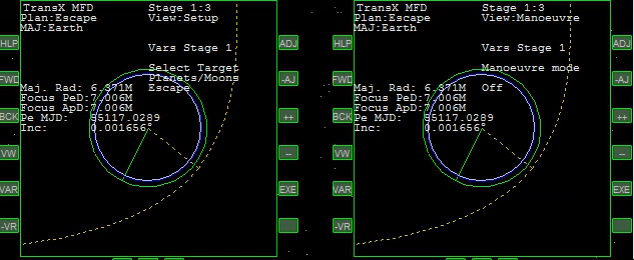 TransX MFD Stage 1:3
Plan:Escape View:Setup
MAJ:Earth
Vars Stage 1
Select Target
Planets/Moons
Escape
Maj. Rad: 6.371M
Focus PeD:7.006M
Focus ApD:7.006M
Pe MJD: 55117.0289
Inc: 0.001656°
HLP
FWD
BCK
VW
VAR
-VR
ADJ
-AJ
++
--
EXE
TransX MFD Stage 1:3
Plan:Escape View:Manoeuvre
MAJ:Earth
Vars Stage 1
Manoeuvre mode
Off
Maj. Rad: 6.371M
Focus PeD:7.006M
Focus ApD:7.006M
Pe MJD: 55117.0289
Inc: 0.001656°
HLP
FWD
BCK
VW
VAR
-VR
ADJ
-AJ
++
--
EXE